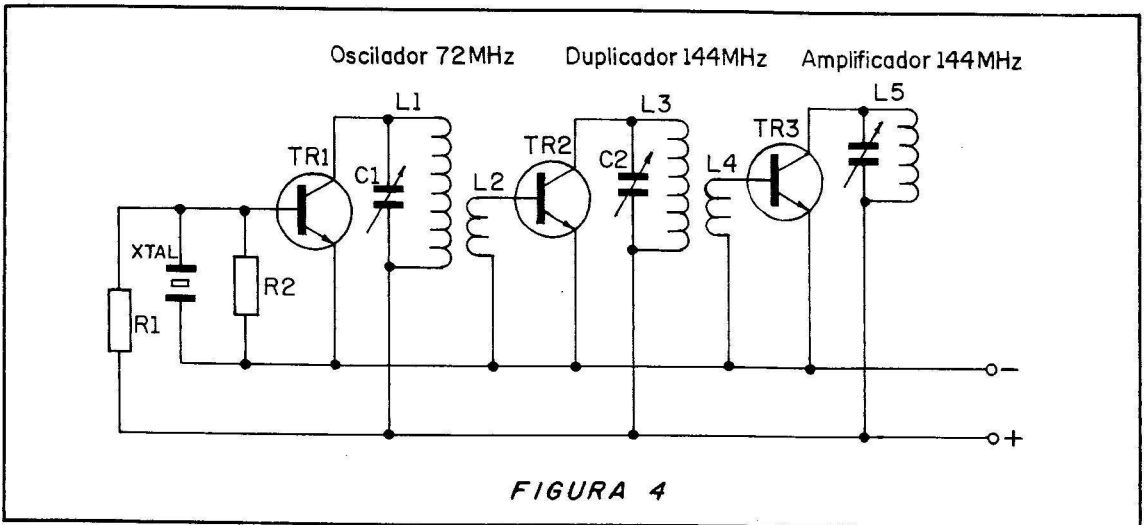 Oscilador 72MHz Duplicador 144MHz Amplificador 144MHz
L1 L3 L5
TR1 TR2 TR3
C1 L2 C2 L4
XTAL
R1 R2
−
+
FIGURA 4